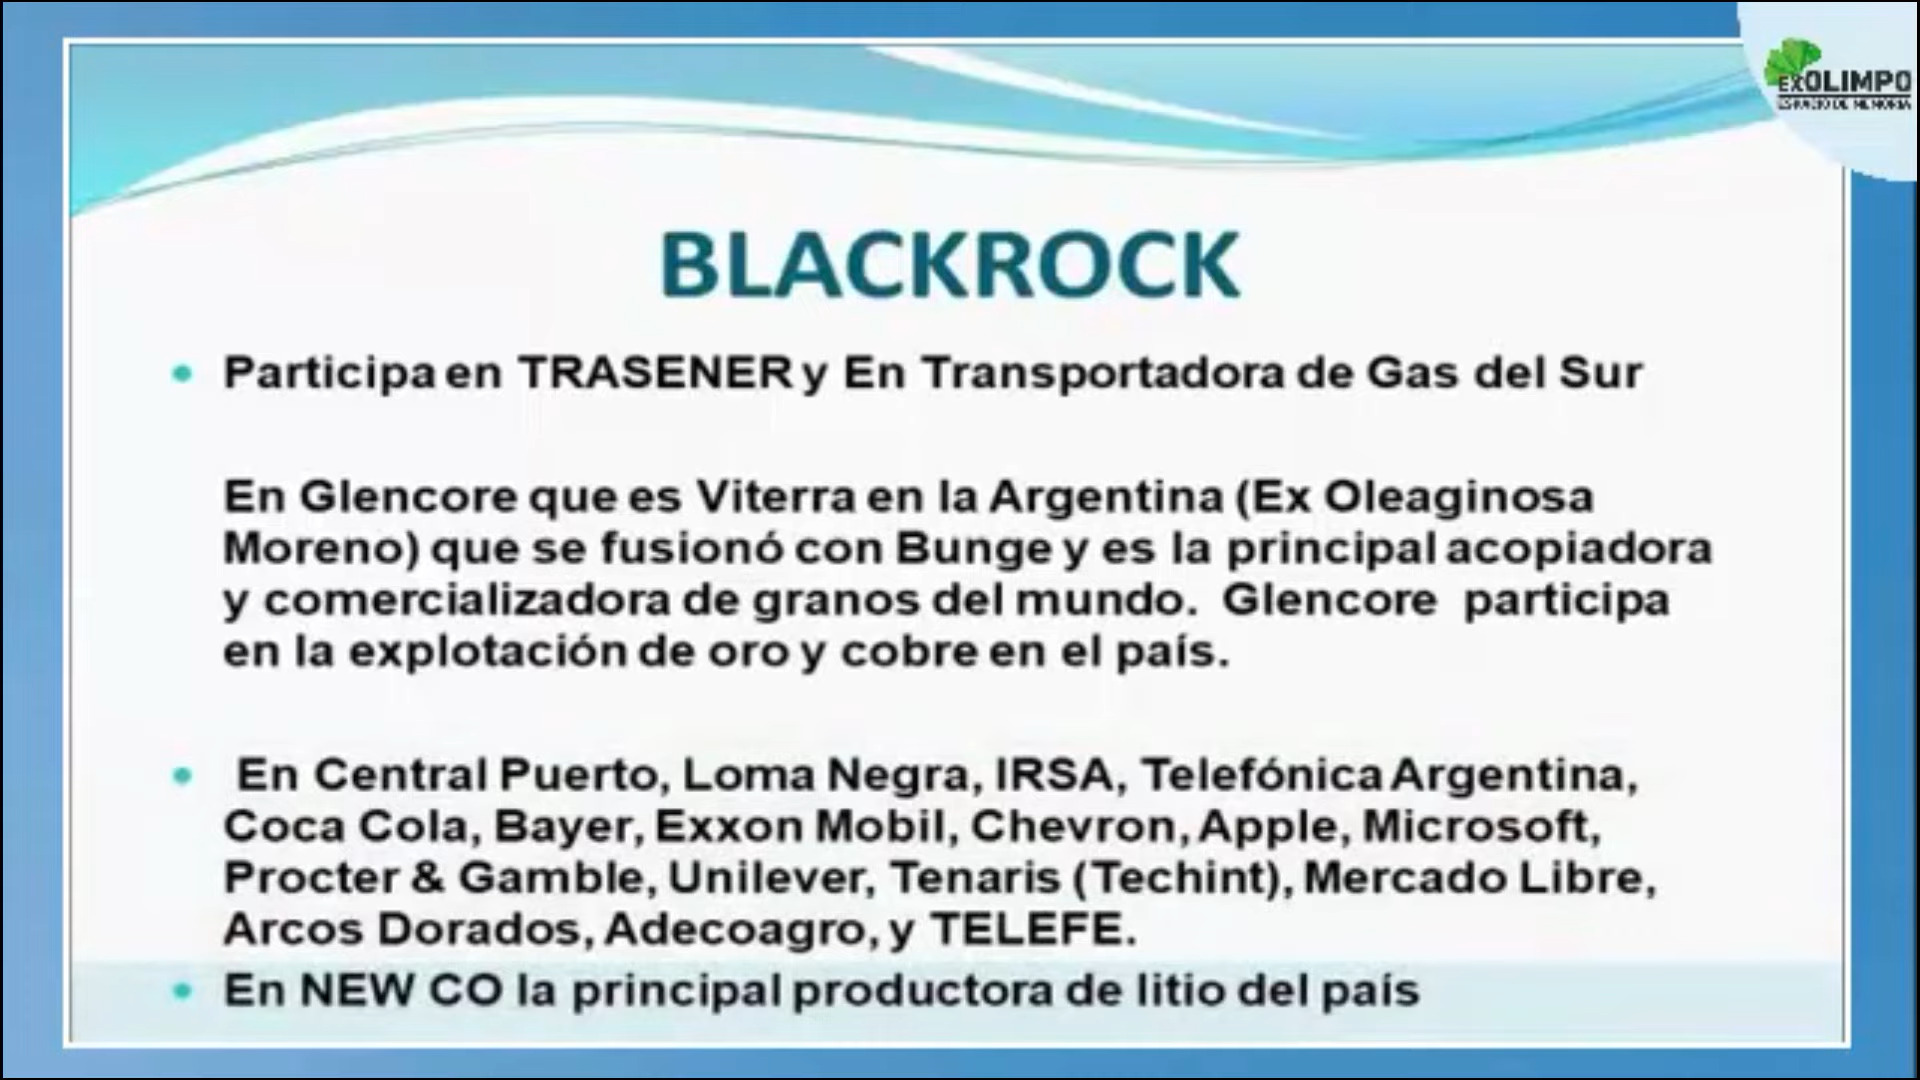 EXOLIMPO
ESPACIO DE MEMORIA
BLACKROCK
• Participa en TRASENER y En Transportadora de Gas del Sur
En Glencore que es Viterra en la Argentina (Ex Oleaginosa
Moreno) que se fusionó con Bunge y es la principal acopiadora
y comercializadora de granos del mundo. Glencore participa
en la explotación de oro y cobre en el país.
• En Central Puerto, Loma Negra, IRSA, Telefónica Argentina,
Coca Cola, Bayer, Exxon Mobil, Chevron, Apple, Microsoft,
Procter & Gamble, Unilever, Tenaris (Techint), Mercado Libre,
Arcos Dorados, Adecoagro, y TELEFE.
• En NEW CO la principal productora de litio del país